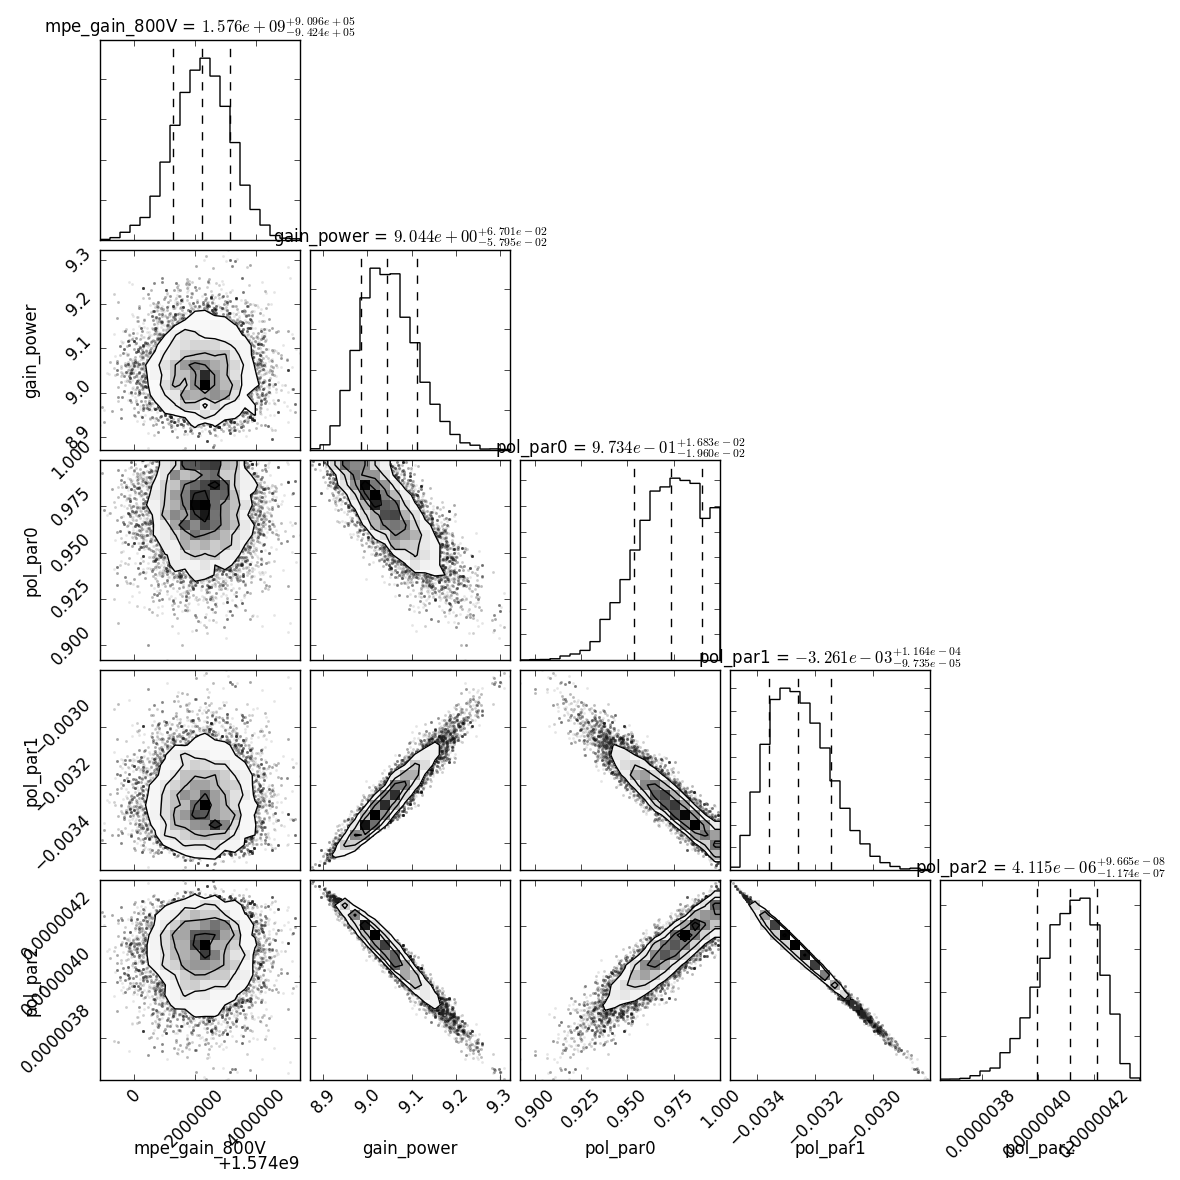 mpe_gain_800V = 1.576e + 09 +9.096e+05 −9.424e+05
gain_power = 9.044e + 00 +6.701e−02 −5.795e−02
9.3
9.2
9.1
9.0
8.9
gain_power
pol_par0 = 9.734e − 01 +1.683e−02 −1.960e−02
1.000
0.975
0.950
0.925
0.900
pol_par0
pol_par1 = −3.261e − 03 +1.164e−04 −9.735e−05
−0.0030
−0.0032
−0.0034
pol_par1
pol_par2 = 4.115e − 06 +9.665e−08 −1.174e−07
0.0000042
0.0000040
0.0000038
pol_par2
0 2000000 4000000
8.9 9.0 9.1 9.2 9.3
0.900 0.925 0.950 0.975 1.000
−0.0034 −0.0032 −0.0030
0.0000038 0.0000040 0.0000042
mpe_gain_800V gain_power pol_par0 pol_par1 pol_par2
+1.574e9